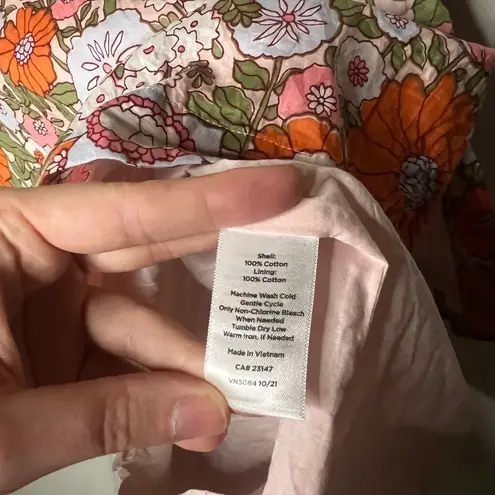 Shell:
100% Cotton
Lining:
100% Cotton
Machine Wash Cold
Gentle Cycle
Only Non-Chlorine Bleach
When Needed
Tumble Dry Low
Warm Iron, If Needed
Made in Vietnam
CA# 23147
VN5084 10/21